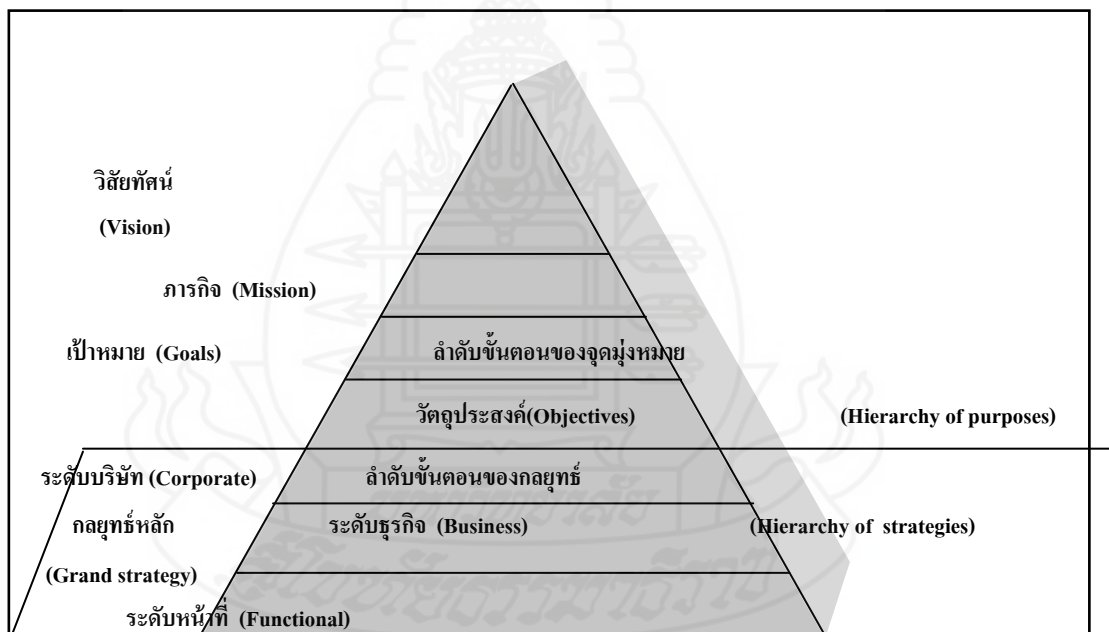 วิสัยทัศน์
(Vision)
ภารกิจ (Mission)
เป้าหมาย (Goals) ลำดับขั้นตอนของจุดมุ่งหมาย
วัตถุประสงค์(Objectives) (Hierarchy of purposes)
ระดับบริษัท (Corporate) ลำดับขั้นตอนของกลยุทธ์
กลยุทธ์หลัก ระดับธุรกิจ (Business) (Hierarchy of strategies)
(Grand strategy)
ระดับหน้าที่ (Functional)